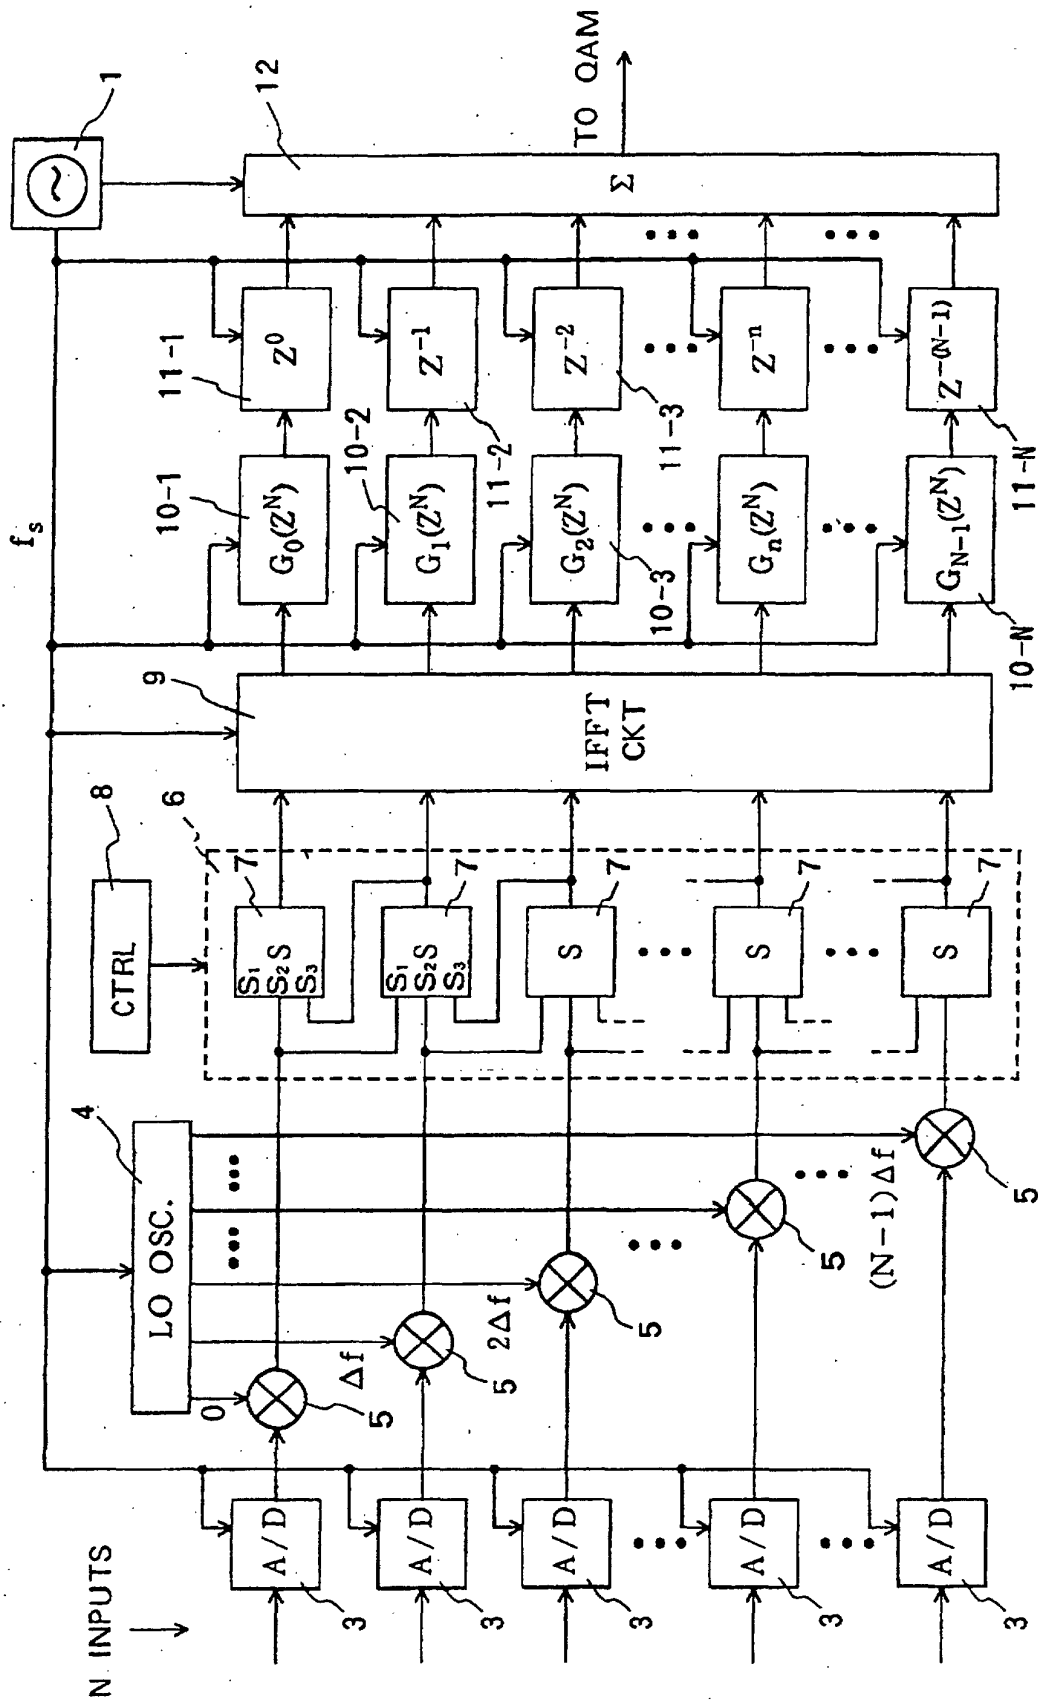 N INPUTS
f_s
1
A/D
3
A/D
3
A/D
3
A/D
3
A/D
3
LO OSC.
4
0
Δf
2Δf
(N-1)Δf
5
5
5
5
5
CTRL
8
6
S1
S2 S
S3
7
S1
S2 S
S3
7
S
7
S
7
S
7
IFFT
CKT
9
G0(Z^N)
10-1
G1(Z^N)
10-2
G2(Z^N)
10-3
Gn(Z^N)
GN-1(Z^N)
10-N
Z^0
11-1
Z^-1
11-2
Z^-2
11-3
Z^-n
Z^-(N-1)
11-N
Σ
12
TO QAM